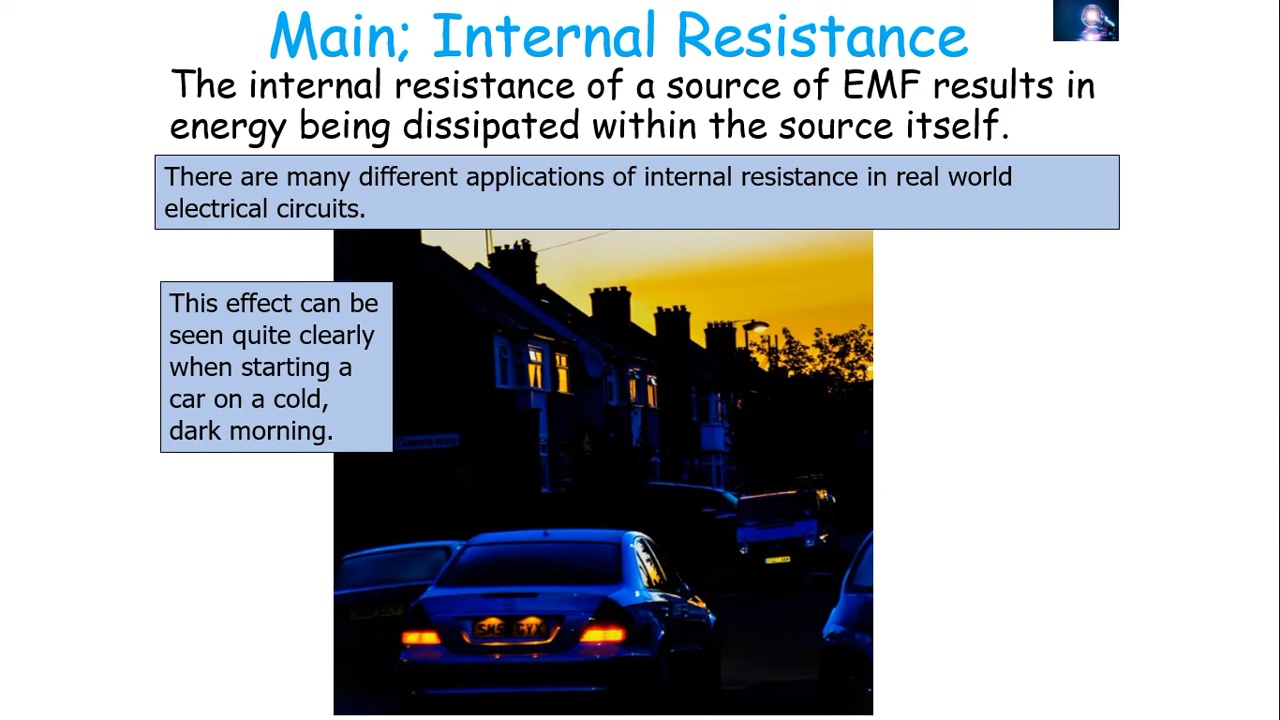 Main; Internal Resistance
The internal resistance of a source of EMF results in
energy being dissipated within the source itself.
There are many different applications of internal resistance in real world
electrical circuits.
This effect can be
seen quite clearly
when starting a
car on a cold,
dark morning.